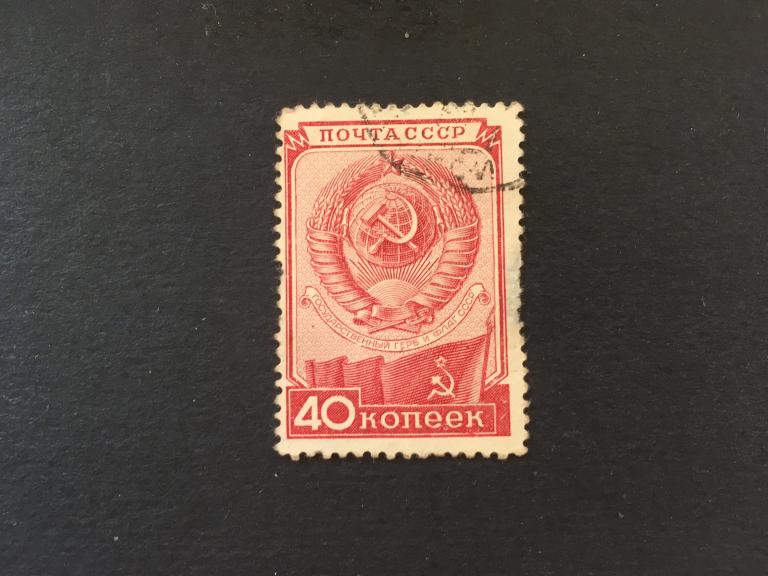 ПОЧТА СССР
ГОСУДАРСТВЕННЫЙ ГЕРБ И ФЛАГ СССР
40 копеек